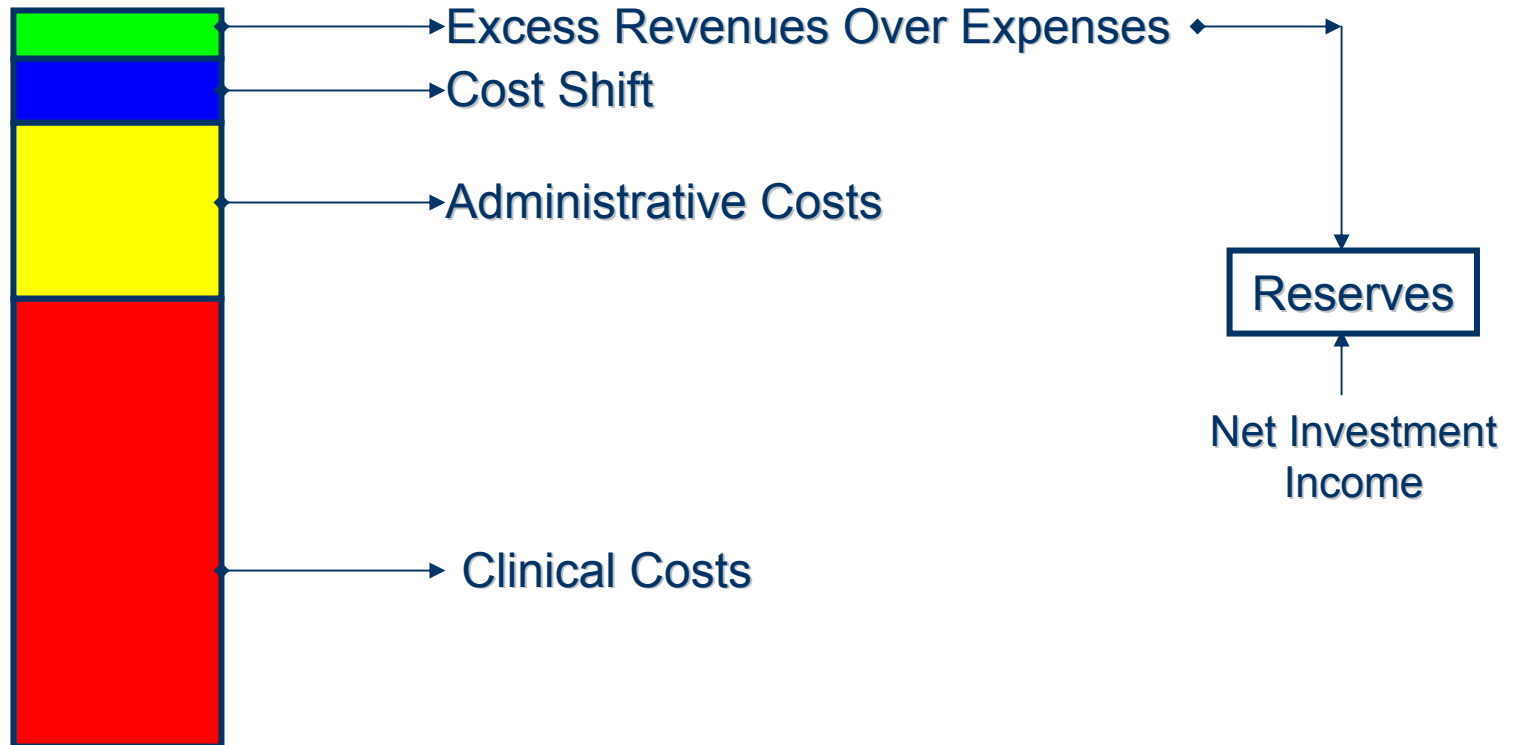 Excess Revenues Over Expenses
Cost Shift
Administrative Costs
Reserves
Net Investment
Income
Clinical Costs